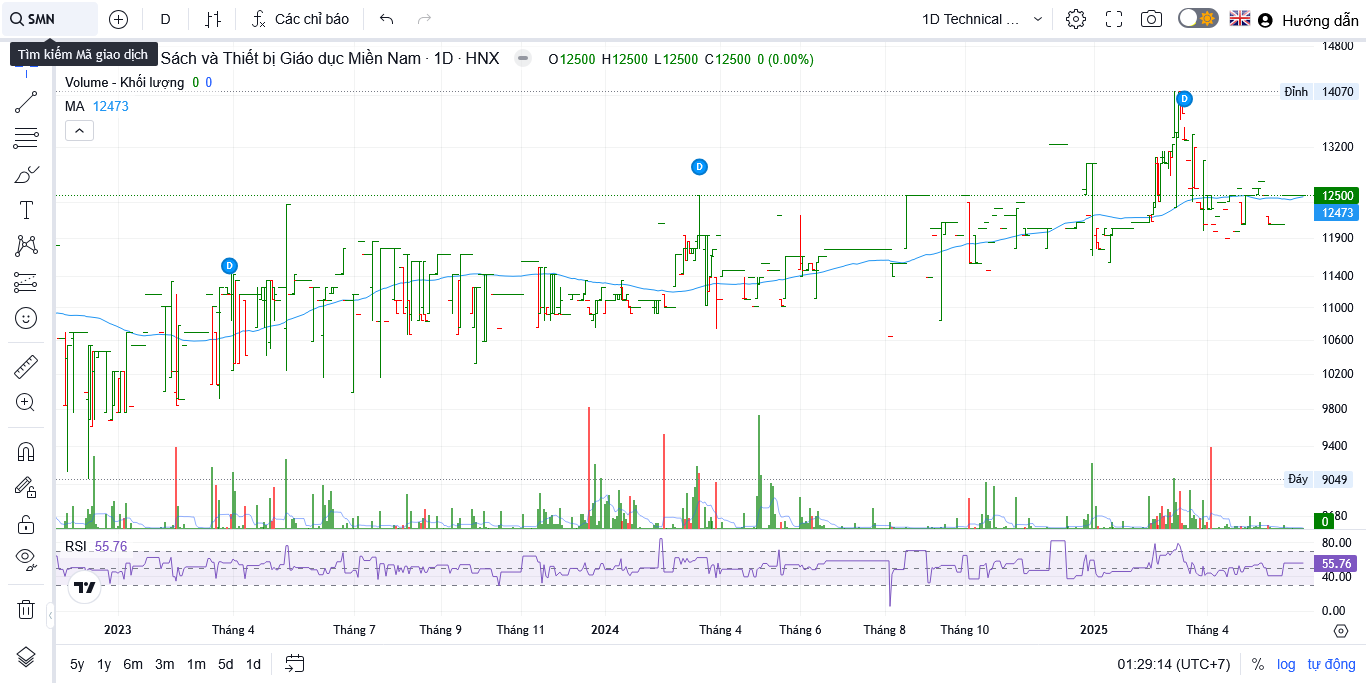 SMN D Các chỉ báo 1D Technical ... Hướng dẫn
Tìm kiếm Mã giao dịch
Sách và Thiết bị Giáo dục Miền Nam · 1D · HNX O12500 H12500 L12500 C12500 0 (0.00%)
Volume - Khối lượng 0 0
MA 12473
14800
Đỉnh 14070
D
13200
D
12500
12473
11900
D
11400
11000
10600
10200
9800
9400
Đáy 9049
0
RSI 55.76
80.00
55.76
40.00
0.00
2023 Tháng 4 Tháng 7 Tháng 9 Tháng 11 2024 Tháng 4 Tháng 6 Tháng 8 Tháng 10 2025 Tháng 4
5y 1y 6m 3m 1m 5d 1d 01:29:14 (UTC+7) % log tự động